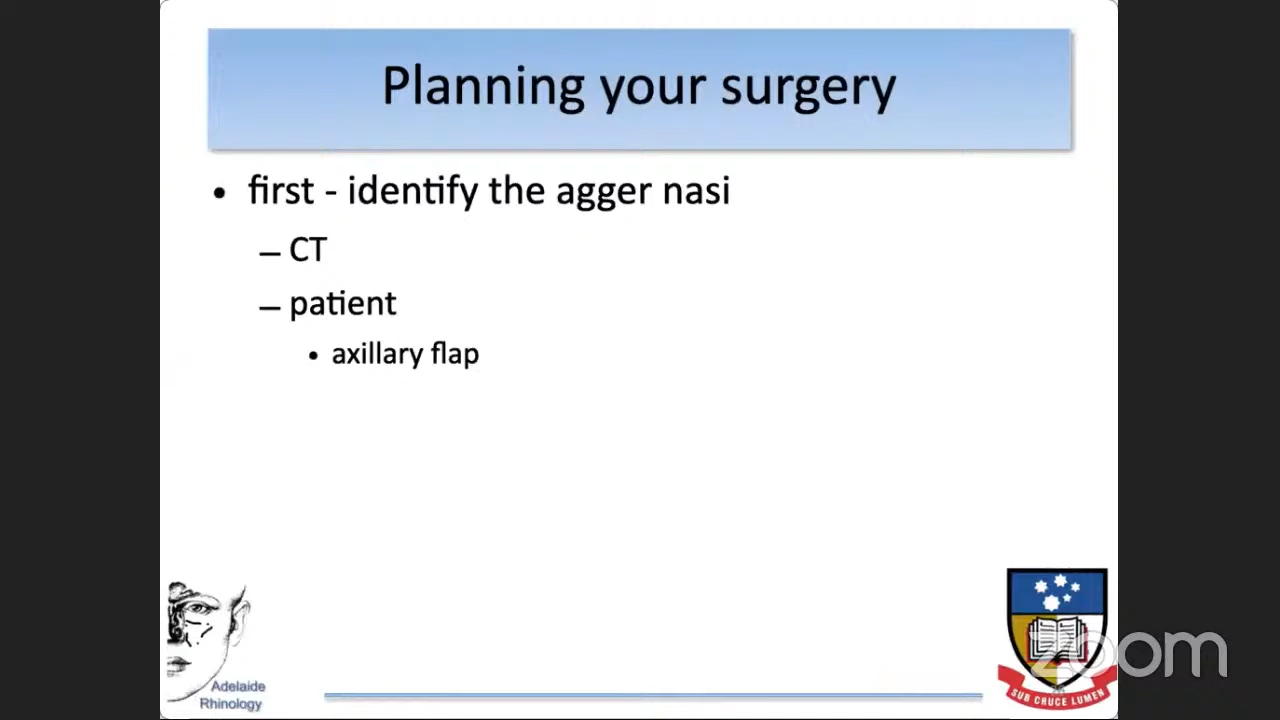 Planning your surgery
• first - identify the agger nasi
– CT
– patient
• axillary flap
Adelaide
Rhinology
SUB CRUCE LUMEN
zoom